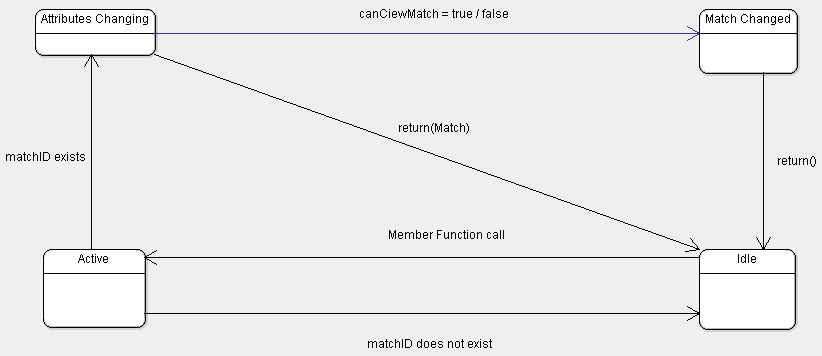 Attributes Changing
canCiewMatch = true / false
Match Changed
return(Match)
matchID exists
return()
Member Function call
Active
Idle
matchID does not exist